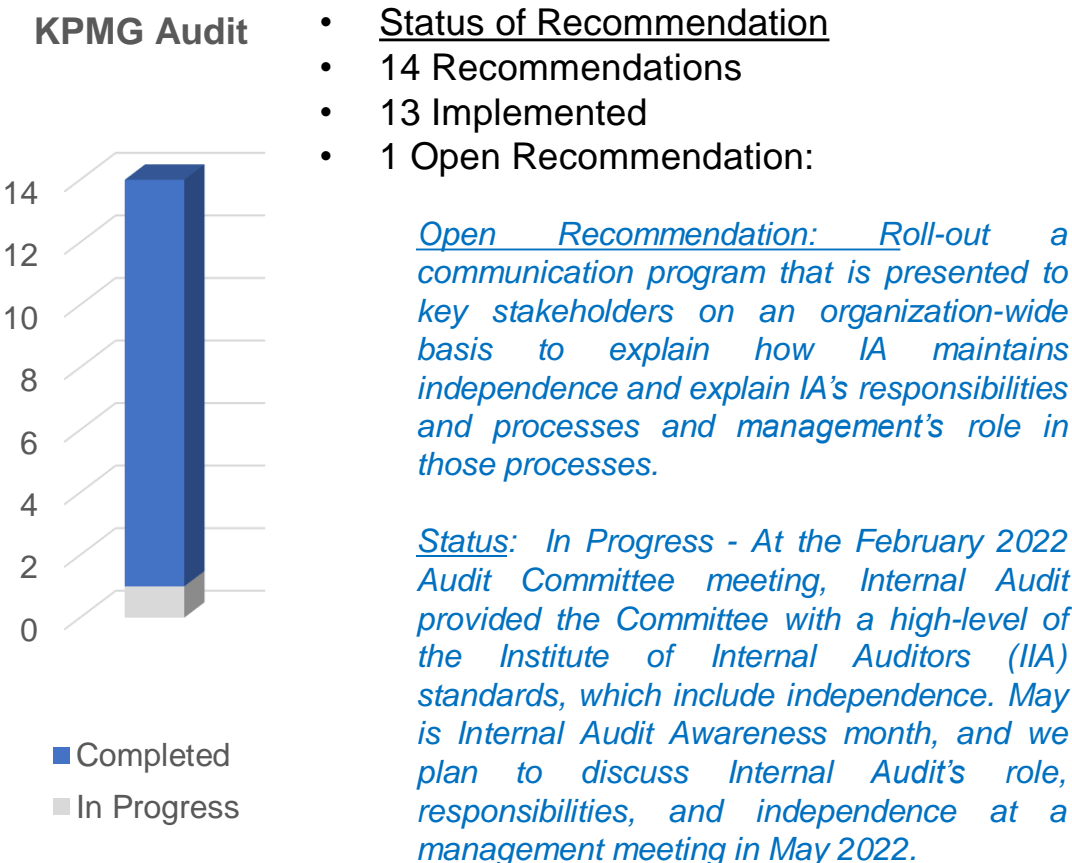 KPMG Audit
14
12
10
8
6
4
2
0
Completed
In Progress
• Status of Recommendation
• 14 Recommendations
• 13 Implemented
• 1 Open Recommendation:
Open Recommendation: Roll-out a
communication program that is presented to
key stakeholders on an organization-wide
basis to explain how IA maintains
independence and explain IA’s responsibilities
and processes and management’s role in
those processes.
Status: In Progress - At the February 2022
Audit Committee meeting, Internal Audit
provided the Committee with a high-level of
the Institute of Internal Auditors (IIA)
standards, which include independence. May
is Internal Audit Awareness month, and we
plan to discuss Internal Audit’s role,
responsibilities, and independence at a
management meeting in May 2022.